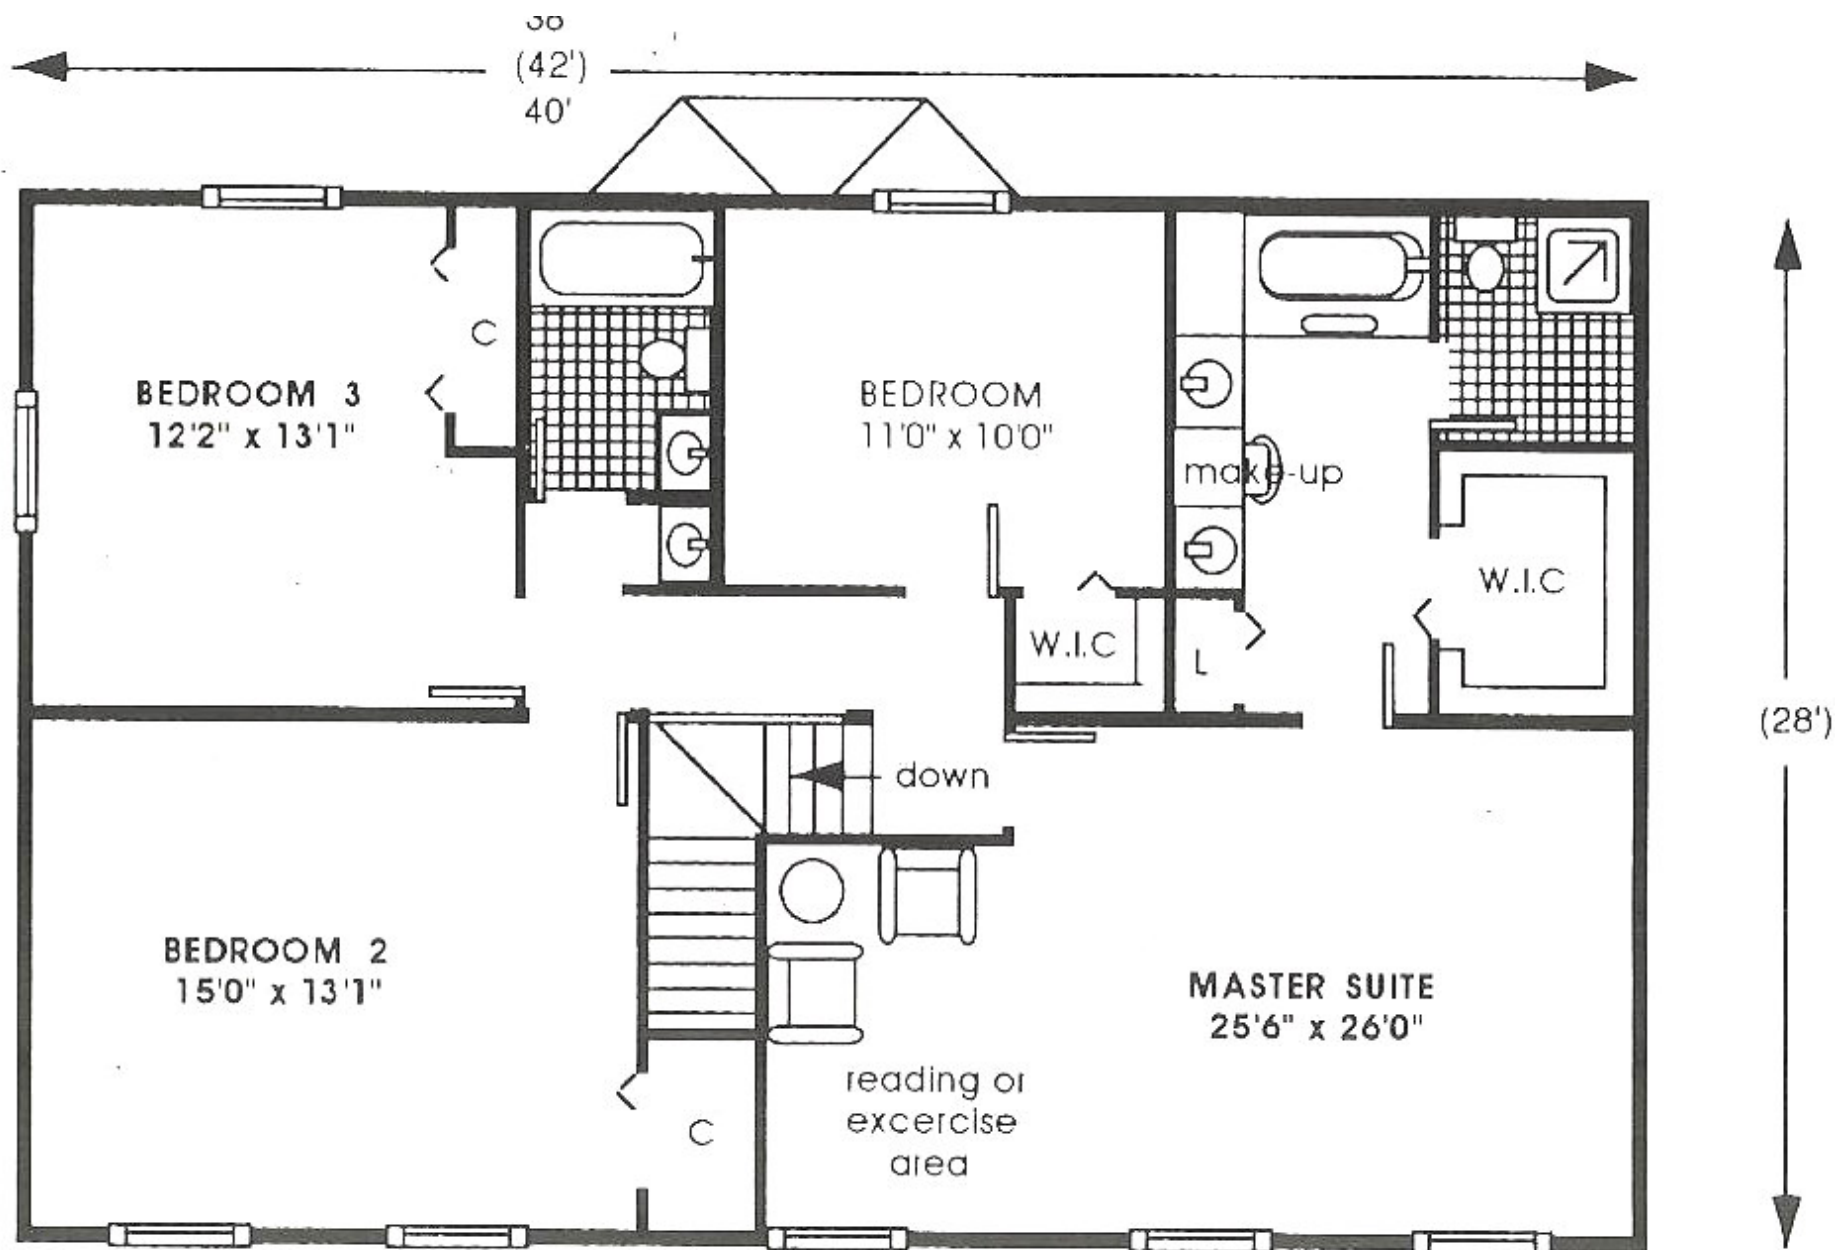 (42')
40'
BEDROOM 3
12'2" x 13'1"
C
BEDROOM
11'0" x 10'0"
make-up
W.I.C
W.I.C
L
(28')
down
BEDROOM 2
15'0" x 13'1"
MASTER SUITE
25'6" x 26'0"
reading or
excercise
area
C